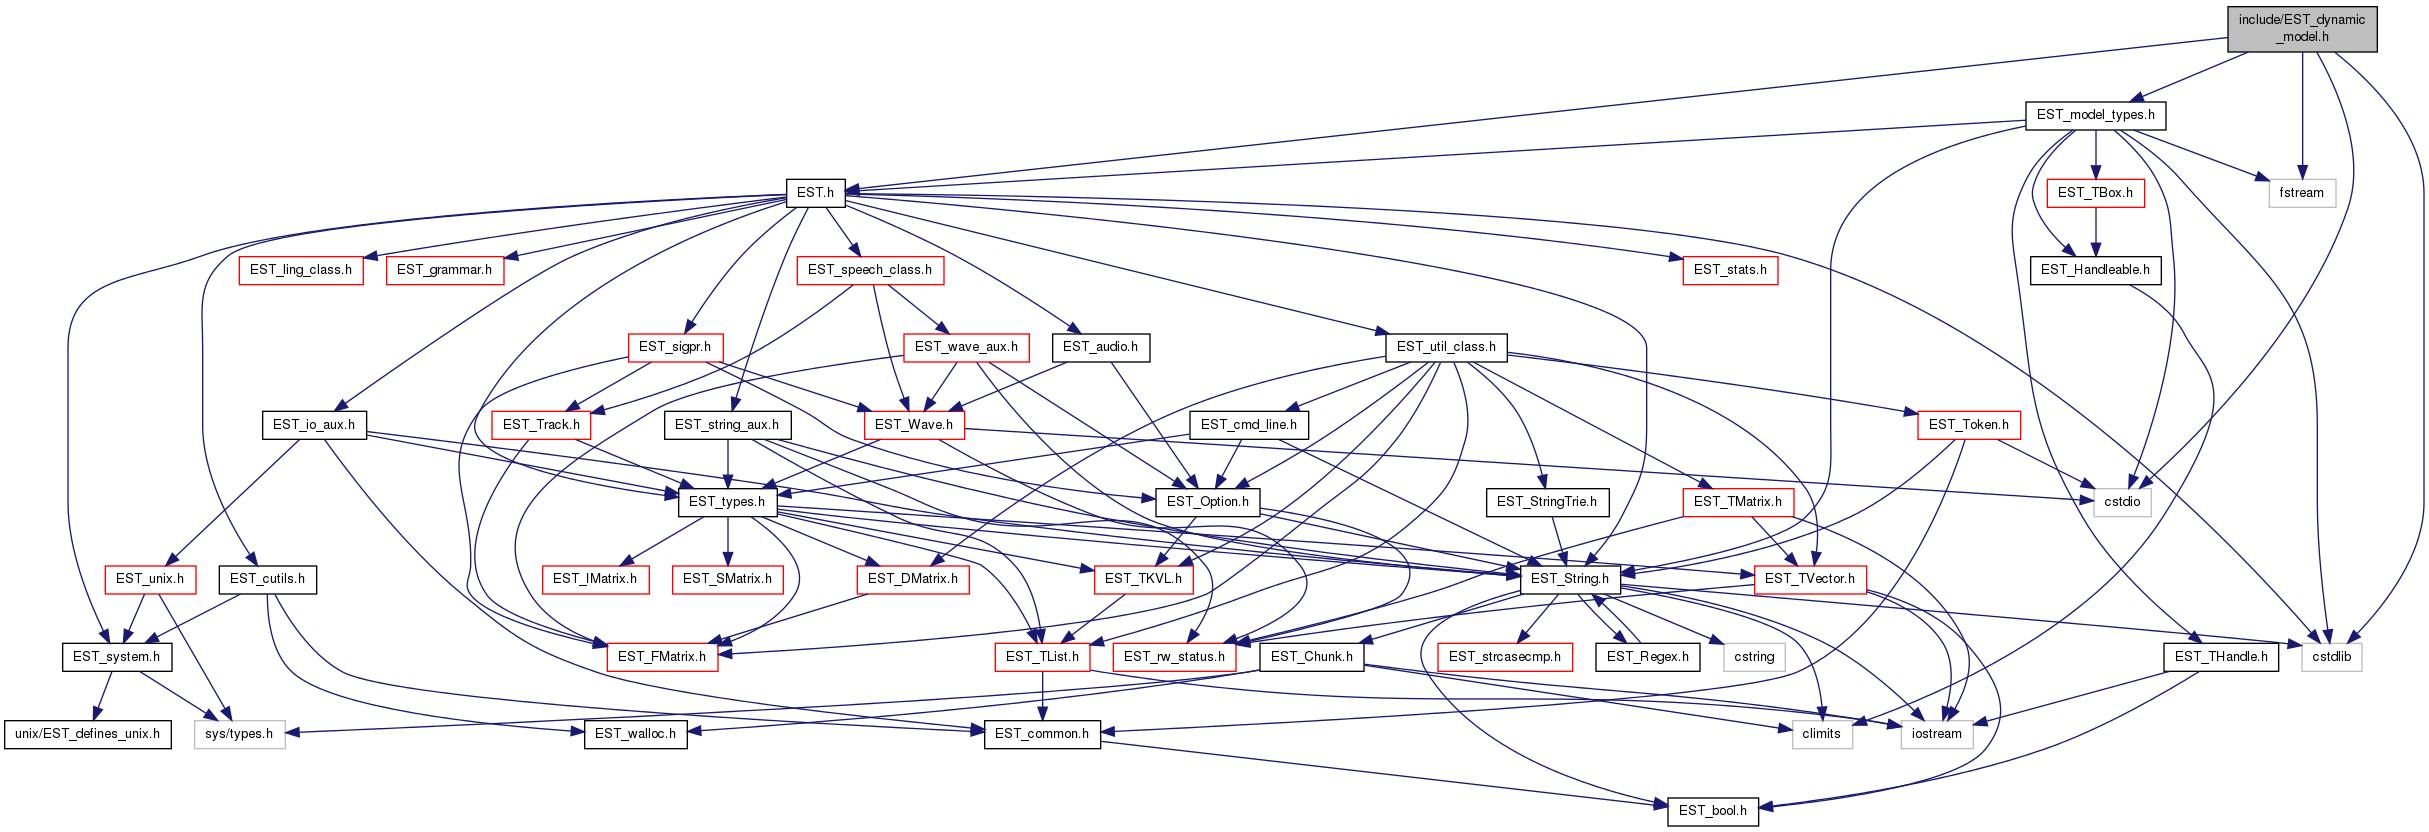 include/EST_dynamic
_model.h
EST_model_types.h
EST.h
EST_TBox.h
fstream
EST_ling_class.h
EST_grammar.h
EST_speech_class.h
EST_stats.h
EST_Handleable.h
EST_sigpr.h
EST_wave_aux.h
EST_audio.h
EST_util_class.h
EST_io_aux.h
EST_Track.h
EST_string_aux.h
EST_Wave.h
EST_cmd_line.h
EST_Token.h
EST_types.h
EST_Option.h
EST_StringTrie.h
EST_TMatrix.h
cstdio
EST_unix.h
EST_cutils.h
EST_IMatrix.h
EST_SMatrix.h
EST_DMatrix.h
EST_TKVL.h
EST_String.h
EST_TVector.h
EST_system.h
EST_FMatrix.h
EST_TList.h
EST_rw_status.h
EST_Chunk.h
EST_strcasecmp.h
EST_Regex.h
cstring
EST_THandle.h
cstdlib
unix/EST_defines_unix.h
sys/types.h
EST_walloc.h
EST_common.h
climits
iostream
EST_bool.h